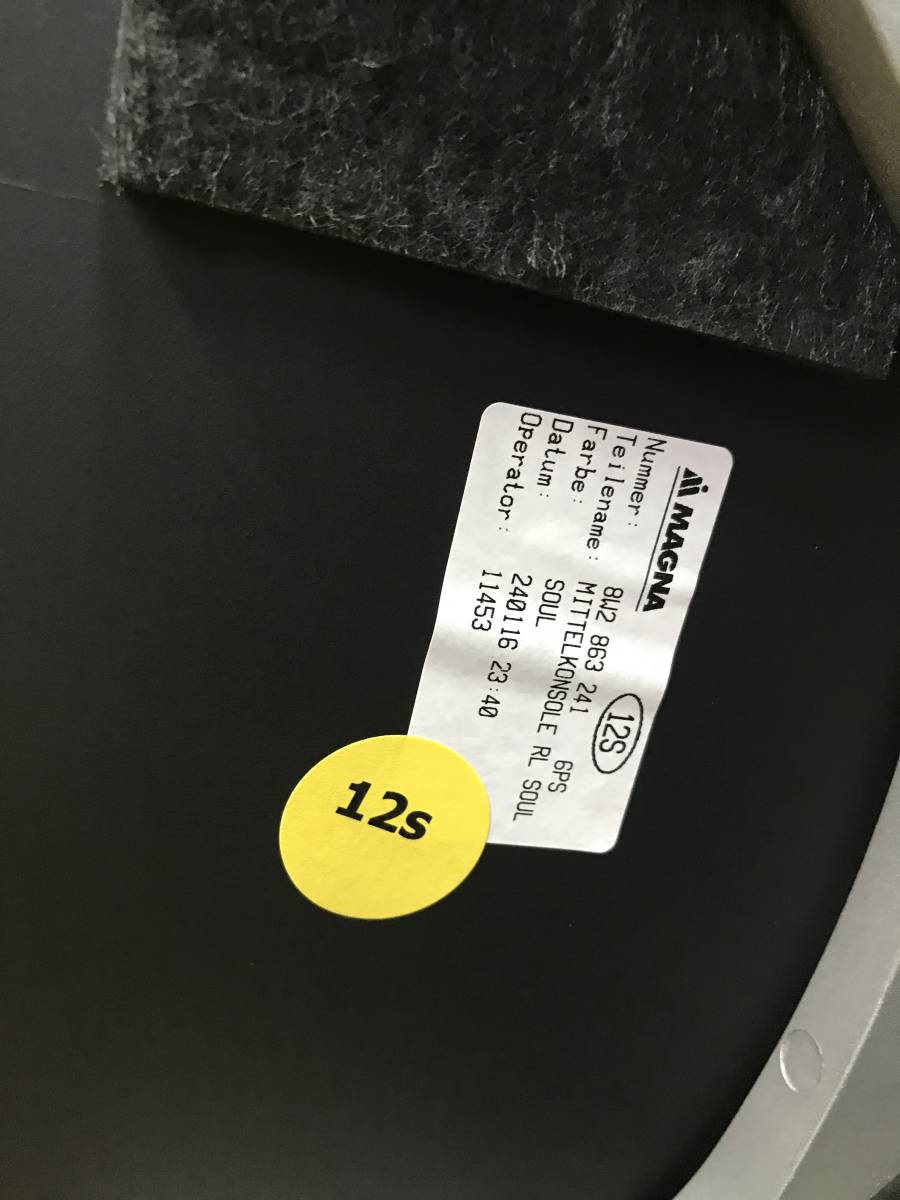 MAGNA
12S
Nummer: 8W2 863 241 6PS
Teilename: MITTELKONSOLE RL SOUL
Farbe: SOUL
Datum: 240116 23:40
Operator: 11453
12s